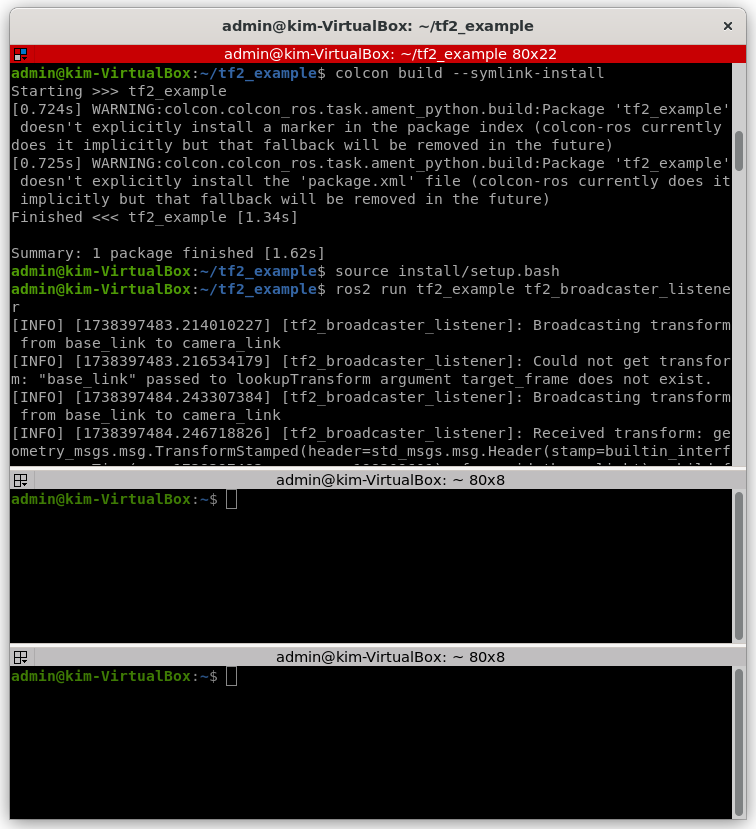 admin@kim-VirtualBox: ~/tf2_example
admin@kim-VirtualBox: ~/tf2_example 80x22
admin@kim-VirtualBox:~/tf2_example$ colcon build --symlink-install
Starting >>> tf2_example
[0.724s] WARNING:colcon.colcon_ros.task.ament_python.build:Package 'tf2_example'
 doesn't explicitly install a marker in the package index (colcon-ros currently
does it implicitly but that fallback will be removed in the future)
[0.725s] WARNING:colcon.colcon_ros.task.ament_python.build:Package 'tf2_example'
 doesn't explicitly install the 'package.xml' file (colcon-ros currently does it
 implicitly but that fallback will be removed in the future)
Finished <<< tf2_example [1.34s]
Summary: 1 package finished [1.62s]
admin@kim-VirtualBox:~/tf2_example$ source install/setup.bash
admin@kim-VirtualBox:~/tf2_example$ ros2 run tf2_example tf2_broadcaster_listene
r
[INFO] [1738397483.214010227] [tf2_broadcaster_listener]: Broadcasting transform
 from base_link to camera_link
[INFO] [1738397483.216534179] [tf2_broadcaster_listener]: Could not get transfor
m: "base_link" passed to lookupTransform argument target_frame does not exist.
[INFO] [1738397484.243307384] [tf2_broadcaster_listener]: Broadcasting transform
 from base_link to camera_link
[INFO] [1738397484.246718826] [tf2_broadcaster_listener]: Received transform: ge
ometry_msgs.msg.TransformStamped(header=std_msgs.msg.Header(stamp=builtin_interf
admin@kim-VirtualBox: ~ 80x8
admin@kim-VirtualBox:~$
admin@kim-VirtualBox: ~ 80x8
admin@kim-VirtualBox:~$